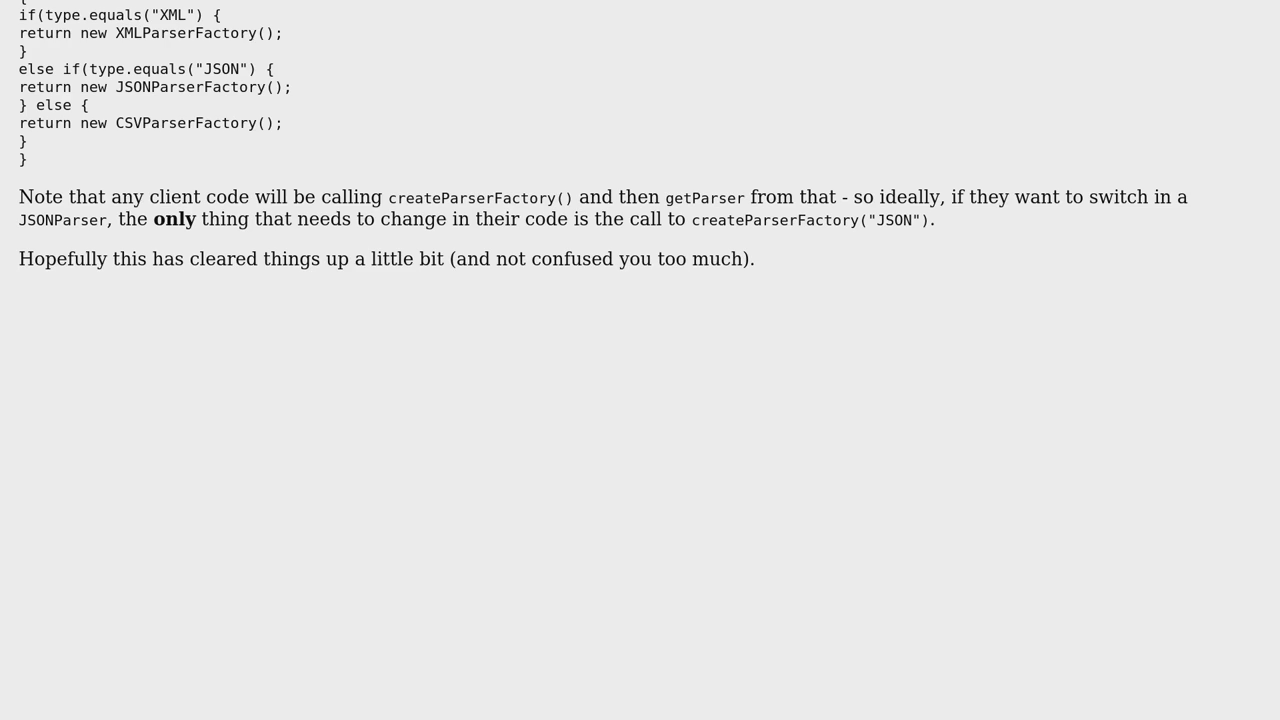 {
if(type.equals("XML") {
return new XMLParserFactory();
}
else if(type.equals("JSON") {
return new JSONParserFactory();
} else {
return new CSVParserFactory();
}
}
Note that any client code will be calling createParserFactory() and then getParser from that - so ideally, if they want to switch in a
JSONParser, the only thing that needs to change in their code is the call to createParserFactory("JSON").
Hopefully this has cleared things up a little bit (and not confused you too much).